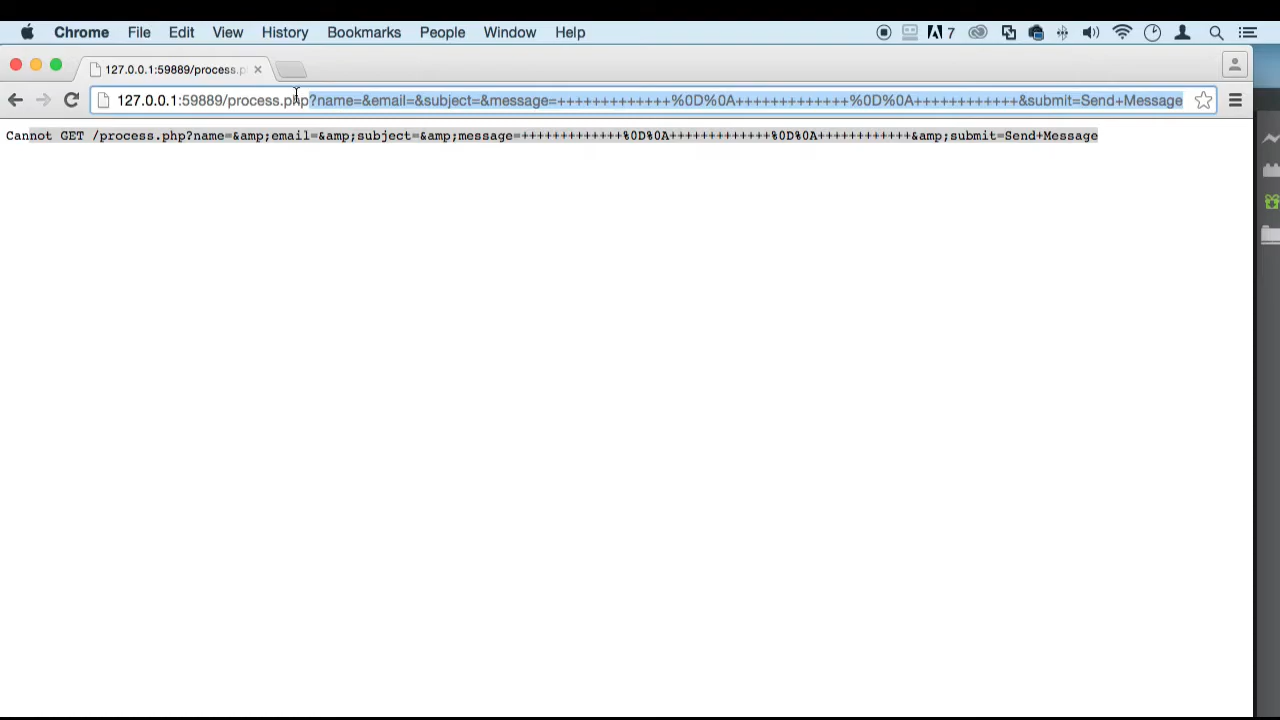 Chrome File Edit View History Bookmarks People Window Help 7
127.0.0.1:59889/process.p
127.0.0.1:59889/process.php?name=&email=&subject=&message=+++++++++++++%0D%0A+++++++++++++%0D%0A++++++++++++&submit=Send+Message
Cannot GET /process.php?name=&amp;email=&amp;subject=&amp;message=+++++++++++++%0D%0A+++++++++++++%0D%0A++++++++++++&amp;submit=Send+Message